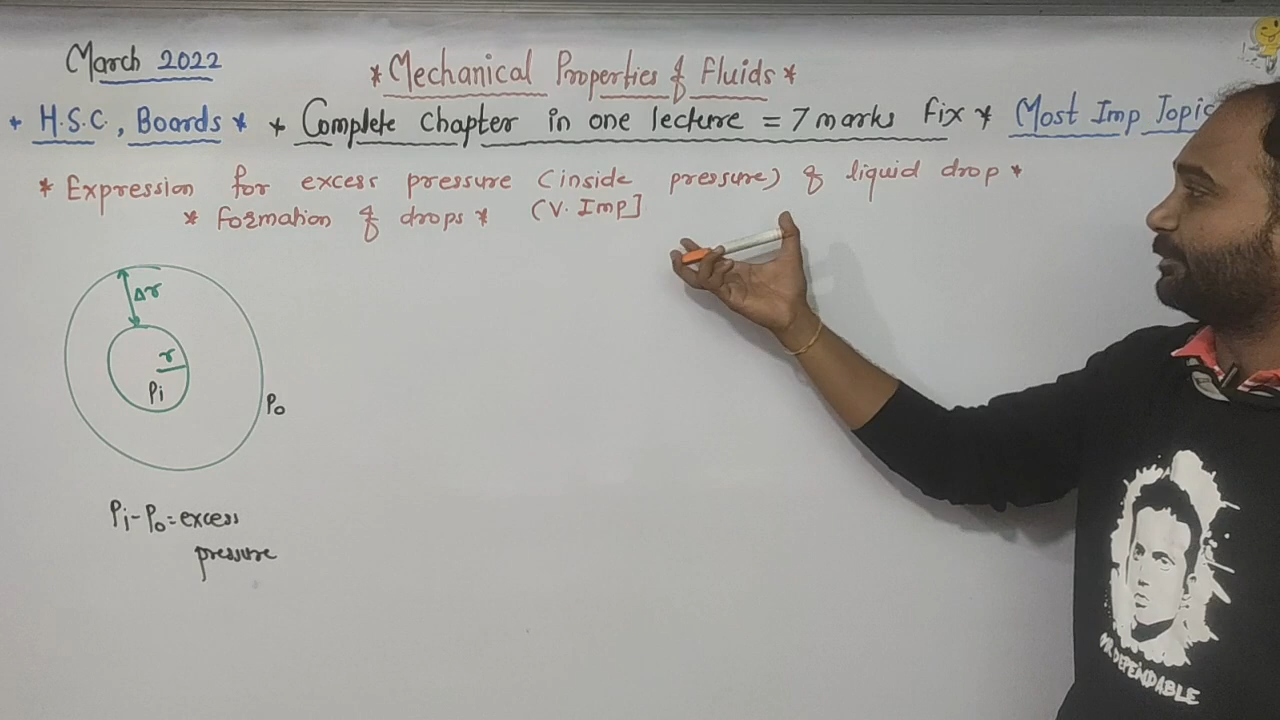 March 2022
*Mechanical Properties of Fluids*
* H.S.C, Boards * * Complete chapter in one lecture = 7 marks Fix * Most Imp Topic
* Expression for excess pressure (inside pressure) of liquid drop *
* Formation of drops * (V. Imp]
Δr
r
Pi
Po
Pi - Po = excess
pressure
DEPENDABLE